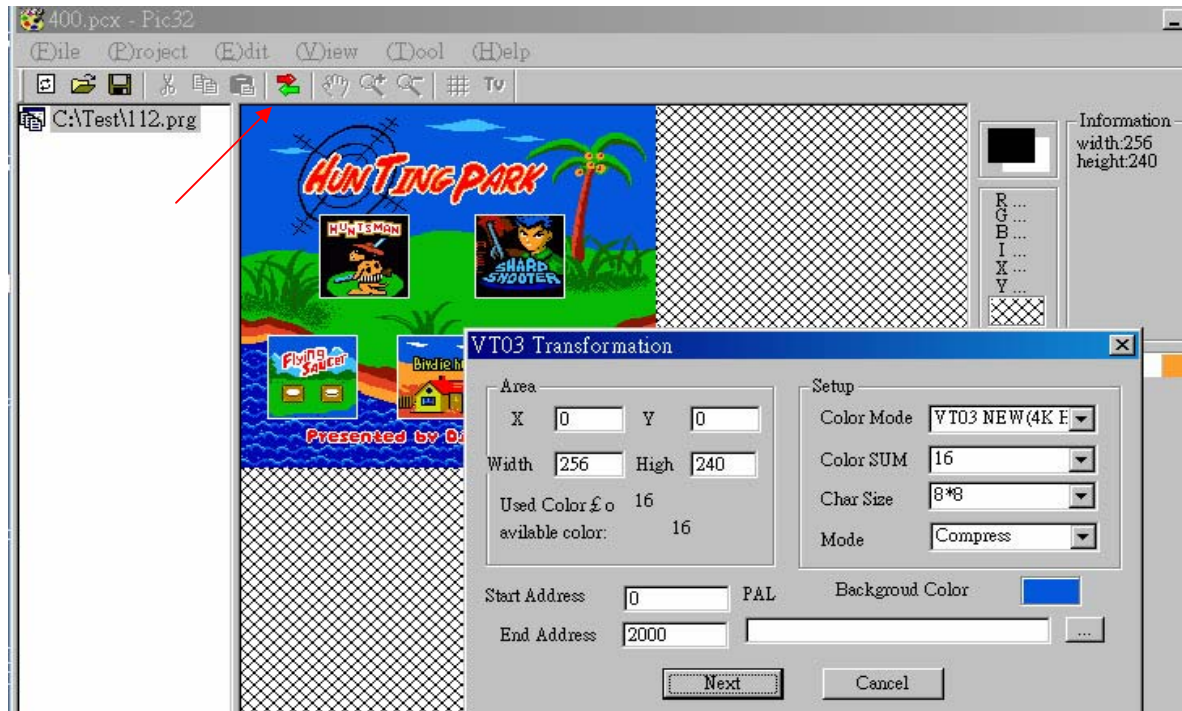 400.pcx - Pic32
(F)ile (P)roject (E)dit (V)iew (T)ool (H)elp
TV
C:\Test\112.prg
HUNTING PARK
HUNTSMAN
SHARP
SHOOTER
Flying
SAUCER
Birdie
Presented by
Information
width:256
height:240
R ...
G ...
B ...
I ...
X ...
Y ...
VT03 Transformation
Area
X 0 Y 0
Width 256 High 240
Used Color£o 16
avilable color: 16
Setup
Color Mode VT03 NEW(4K
Color SUM 16
Char Size 8*8
Mode Compress
Start Address 0 PAL Backgroud Color
End Address 2000 ...
Next Cancel